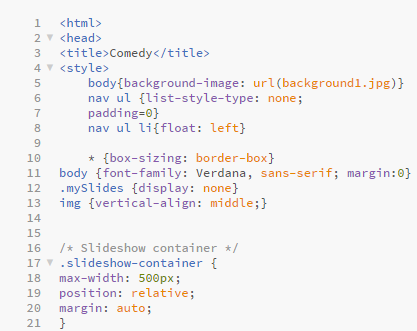 1 <html>
2 <head>
3 <title>Comedy</title>
4 <style>
5 body{background-image: url(background1.jpg)}
6 nav ul {list-style-type: none;
7 padding=0}
8 nav ul li{float: left}
9
10 * {box-sizing: border-box}
11 body {font-family: Verdana, sans-serif; margin:0}
12 .mySlides {display: none}
13 img {vertical-align: middle;}
14
15
16 /* Slideshow container */
17 .slideshow-container {
18 max-width: 500px;
19 position: relative;
20 margin: auto;
21 }